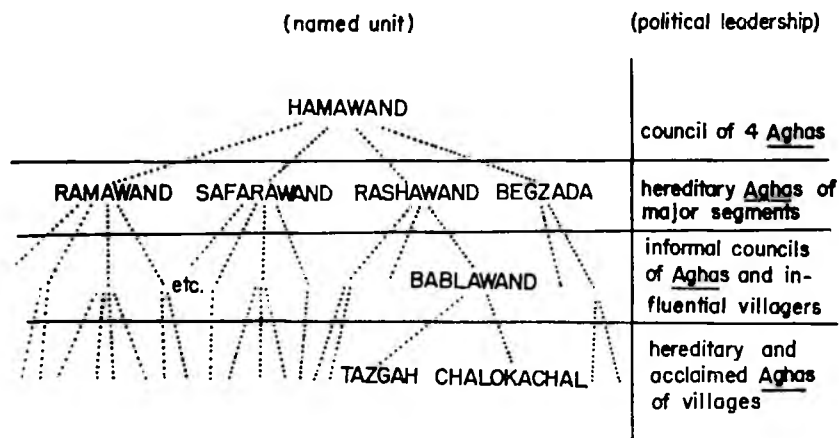 (named unit) (political leadership)
HAMAWAND
council of 4 Aghas
RAMAWAND SAFARAWAND RASHAWAND BEGZADA
hereditary Aghas of
major segments
etc.
BABLAWAND
informal councils
of Aghas and in-
fluential villagers
TAZGAH CHALOKACHAL
hereditary and
acclaimed Aghas
of villages